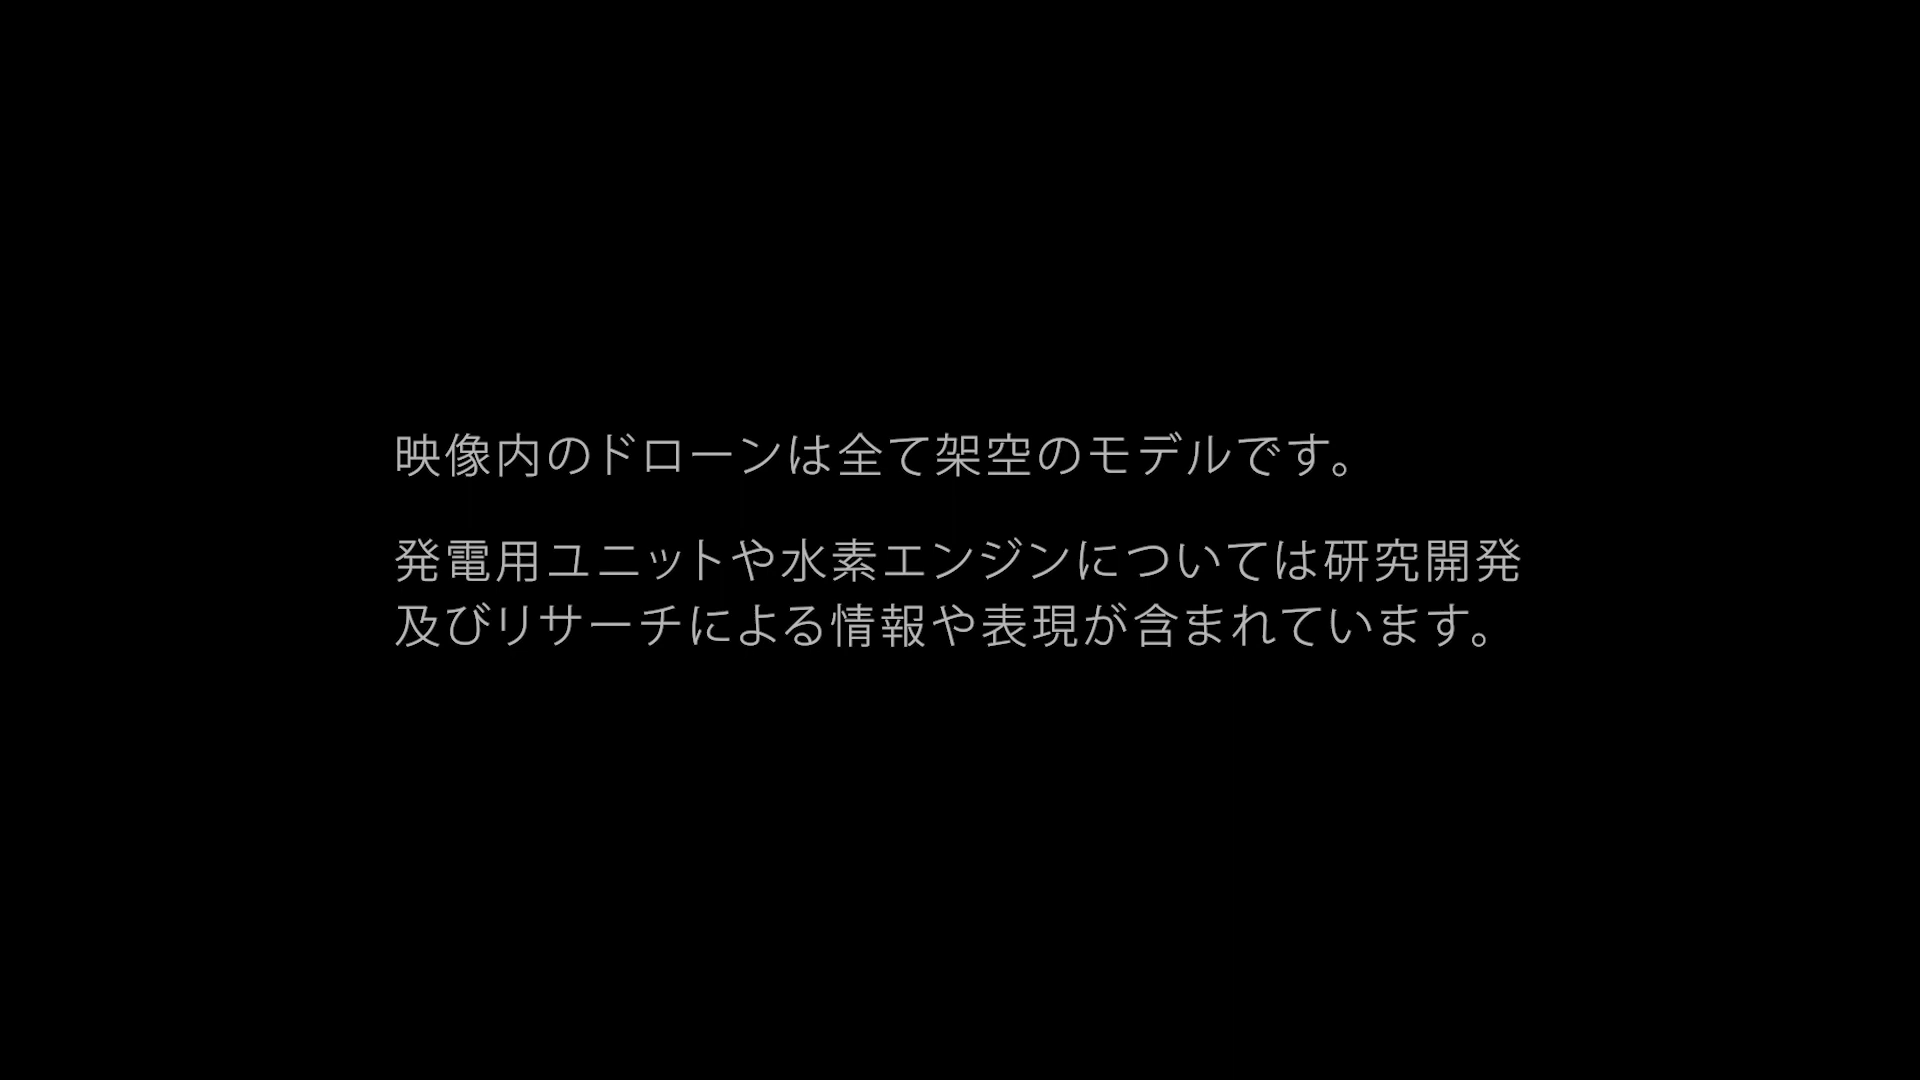 映像内のドローンは全て架空のモデルです。
発電用ユニットや水素エンジンについては研究開発
及びリサーチによる情報や表現が含まれています。